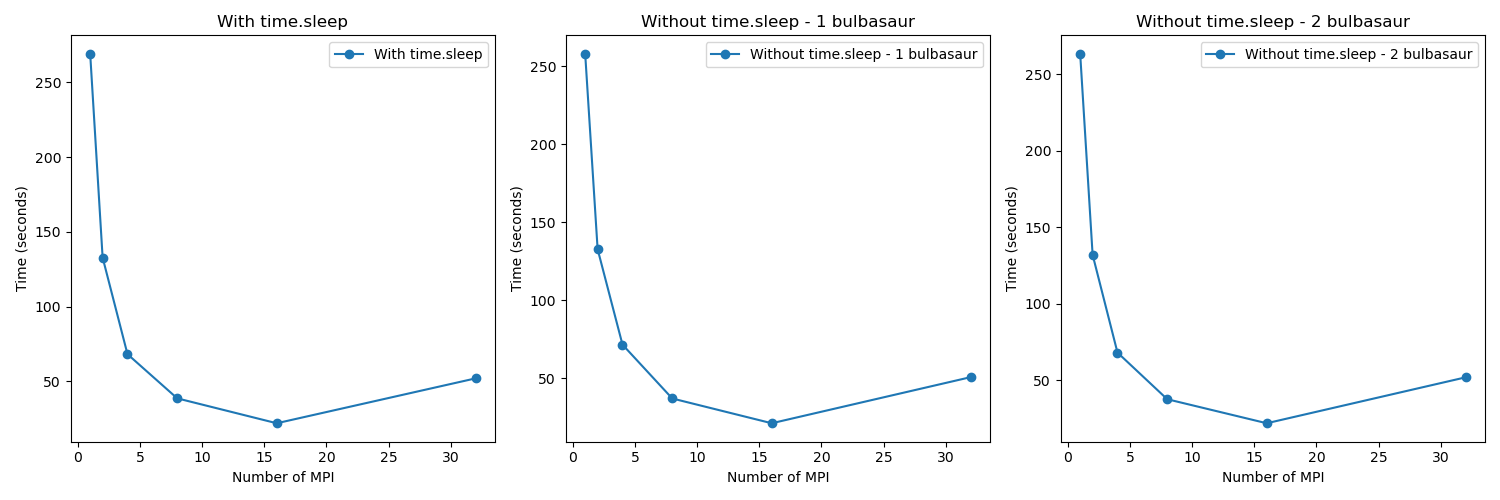 With time.sleep
With time.sleep
250
200
150
100
50
Time (seconds)
0 5 10 15 20 25 30
Number of MPI
Without time.sleep - 1 bulbasaur
Without time.sleep - 1 bulbasaur
250
200
150
100
50
Time (seconds)
0 5 10 15 20 25 30
Number of MPI
Without time.sleep - 2 bulbasaur
Without time.sleep - 2 bulbasaur
250
200
150
100
50
Time (seconds)
0 5 10 15 20 25 30
Number of MPI